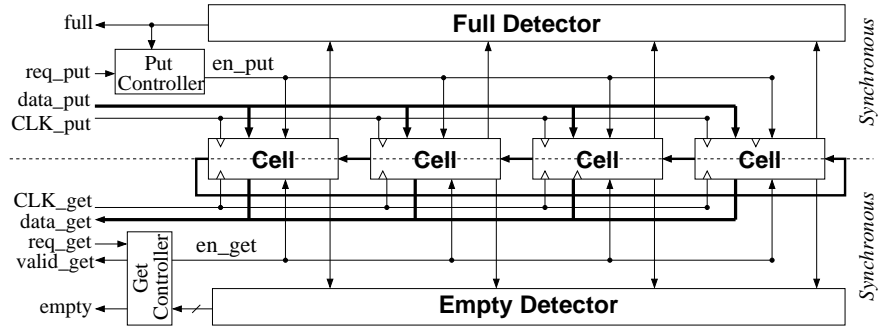 full
Full Detector
Put
Controller
en_put
req_put
data_put
CLK_put
Synchronous
Cell
Cell
Cell
Cell
CLK_get
data_get
req_get
valid_get
en_get
Get
Controller
empty
Empty Detector
Synchronous